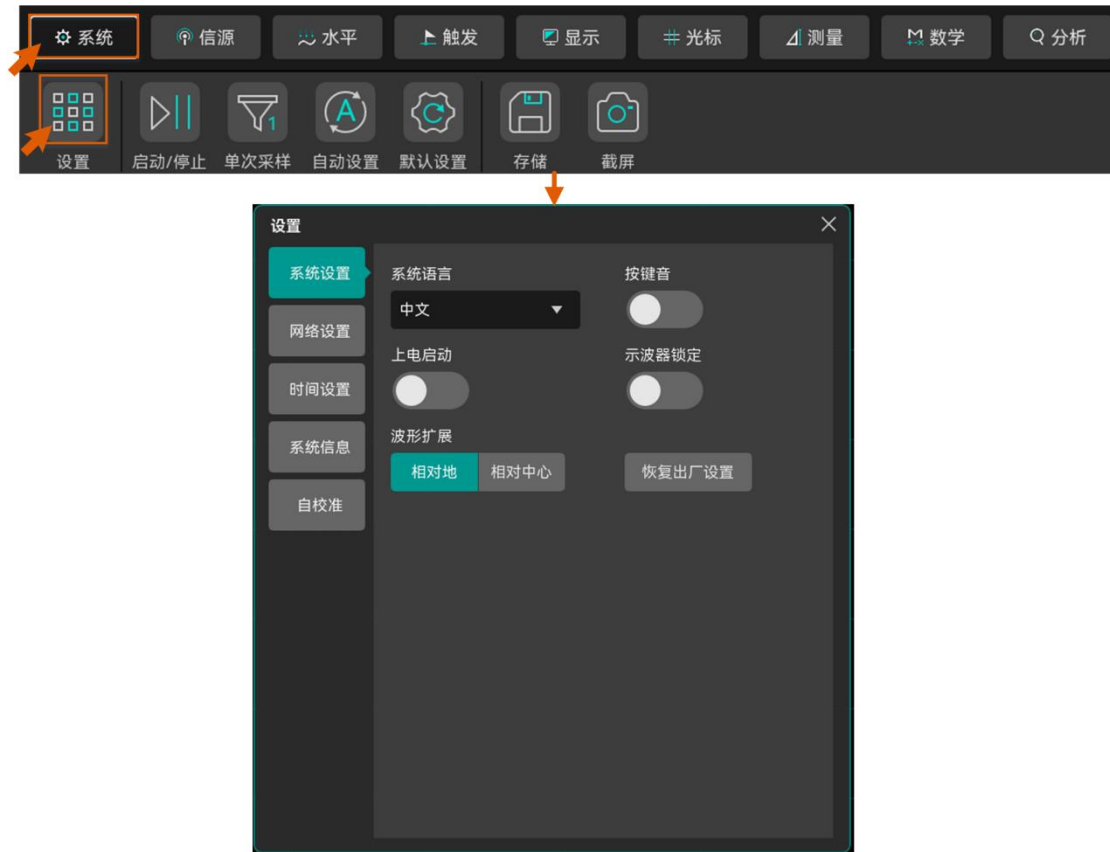 系统 信源 水平 触发 显示 光标 测量 数学 分析
设置 启动/停止 单次采样 自动设置 默认设置 存储 截屏
设置
系统设置
网络设置
时间设置
系统信息
自校准
系统语言 按键音
中文
上电启动 示波器锁定
波形扩展
相对地 相对中心 恢复出厂设置